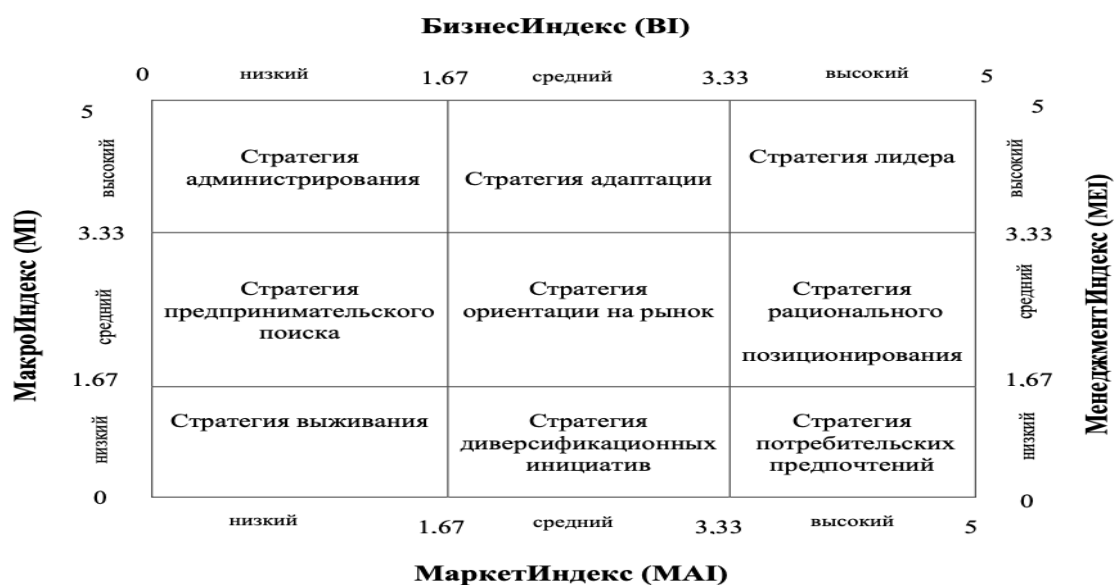 БизнесИндекс (BI)
0 низкий 1.67 средний 3.33 высокий 5
5 5
высокий
Стратегия
администрирования
Стратегия адаптации
Стратегия лидера
высокий
МакроИндекс (MI)
3.33 3.33
средний
Стратегия
предпринимательского
поиска
Стратегия
ориентации на рынок
Стратегия
рационального
позиционирования
средний
МенеджментИндекс (MEI)
1.67 1.67
низкий
Стратегия выживания
Стратегия
диверсификационных
инициатив
Стратегия
потребительских
предпочтений
низкий
0 0
низкий 1.67 средний 3.33 высокий 5
МаркетИндекс (MAI)